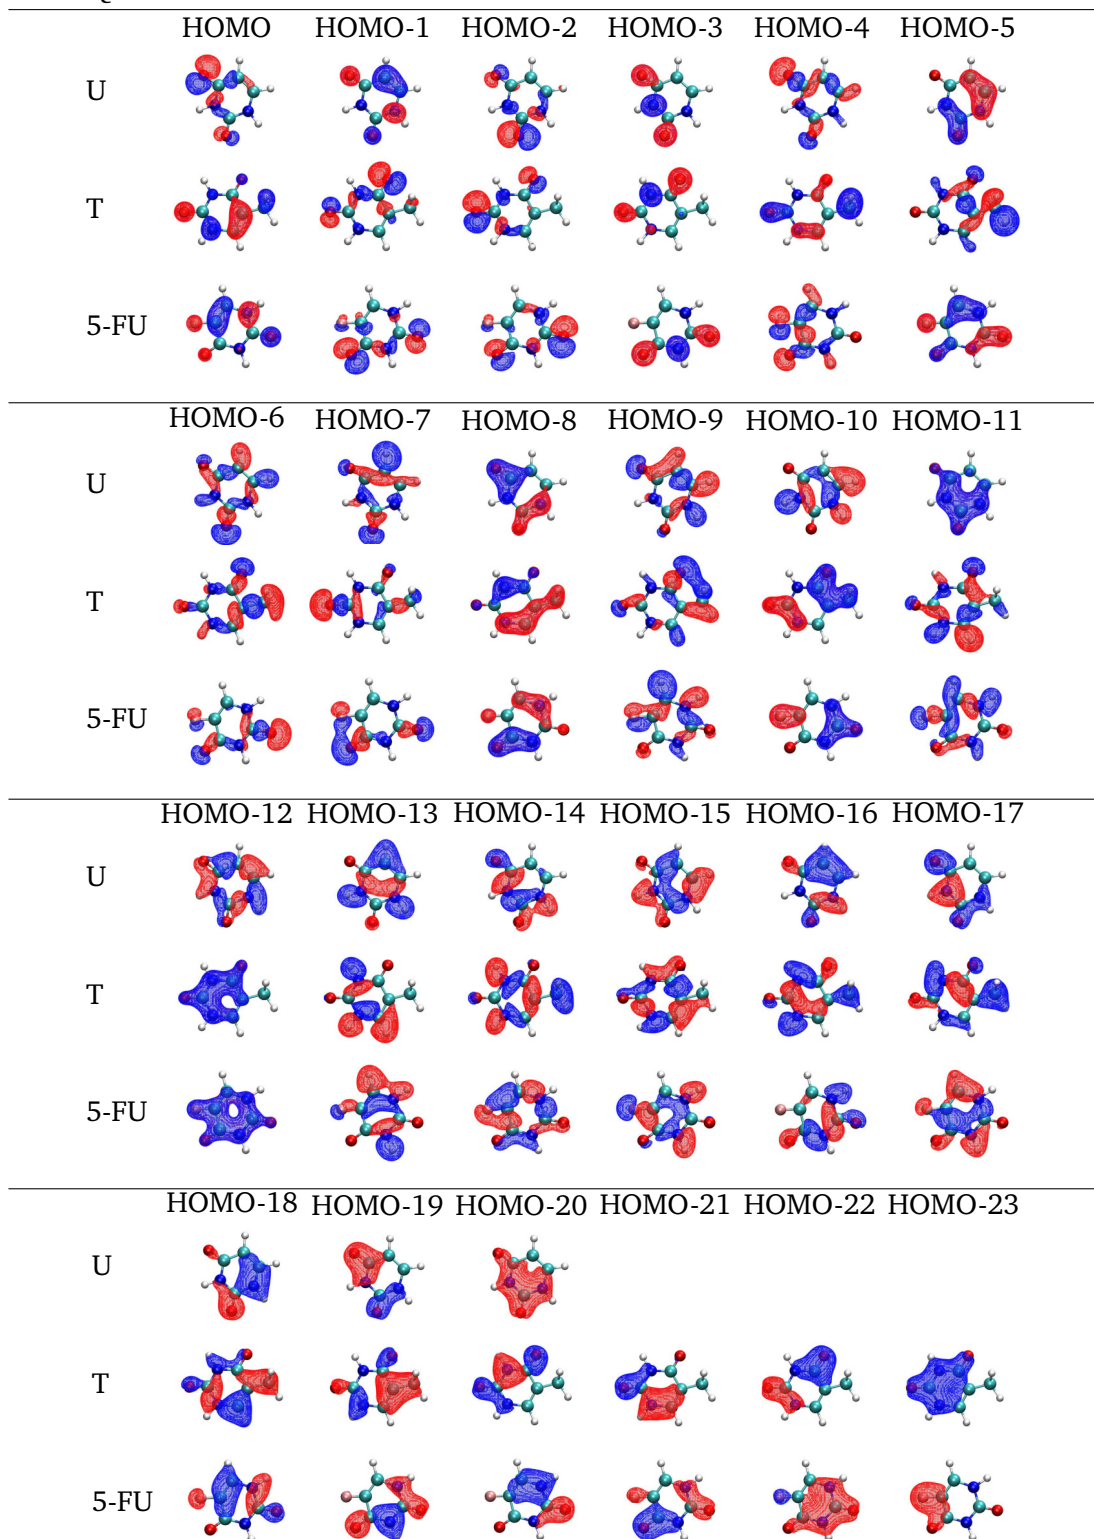 HOMO HOMO-1 HOMO-2 HOMO-3 HOMO-4 HOMO-5
U
T
5-FU
HOMO-6 HOMO-7 HOMO-8 HOMO-9 HOMO-10 HOMO-11
U
T
5-FU
HOMO-12 HOMO-13 HOMO-14 HOMO-15 HOMO-16 HOMO-17
U
T
5-FU
HOMO-18 HOMO-19 HOMO-20 HOMO-21 HOMO-22 HOMO-23
U
T
5-FU